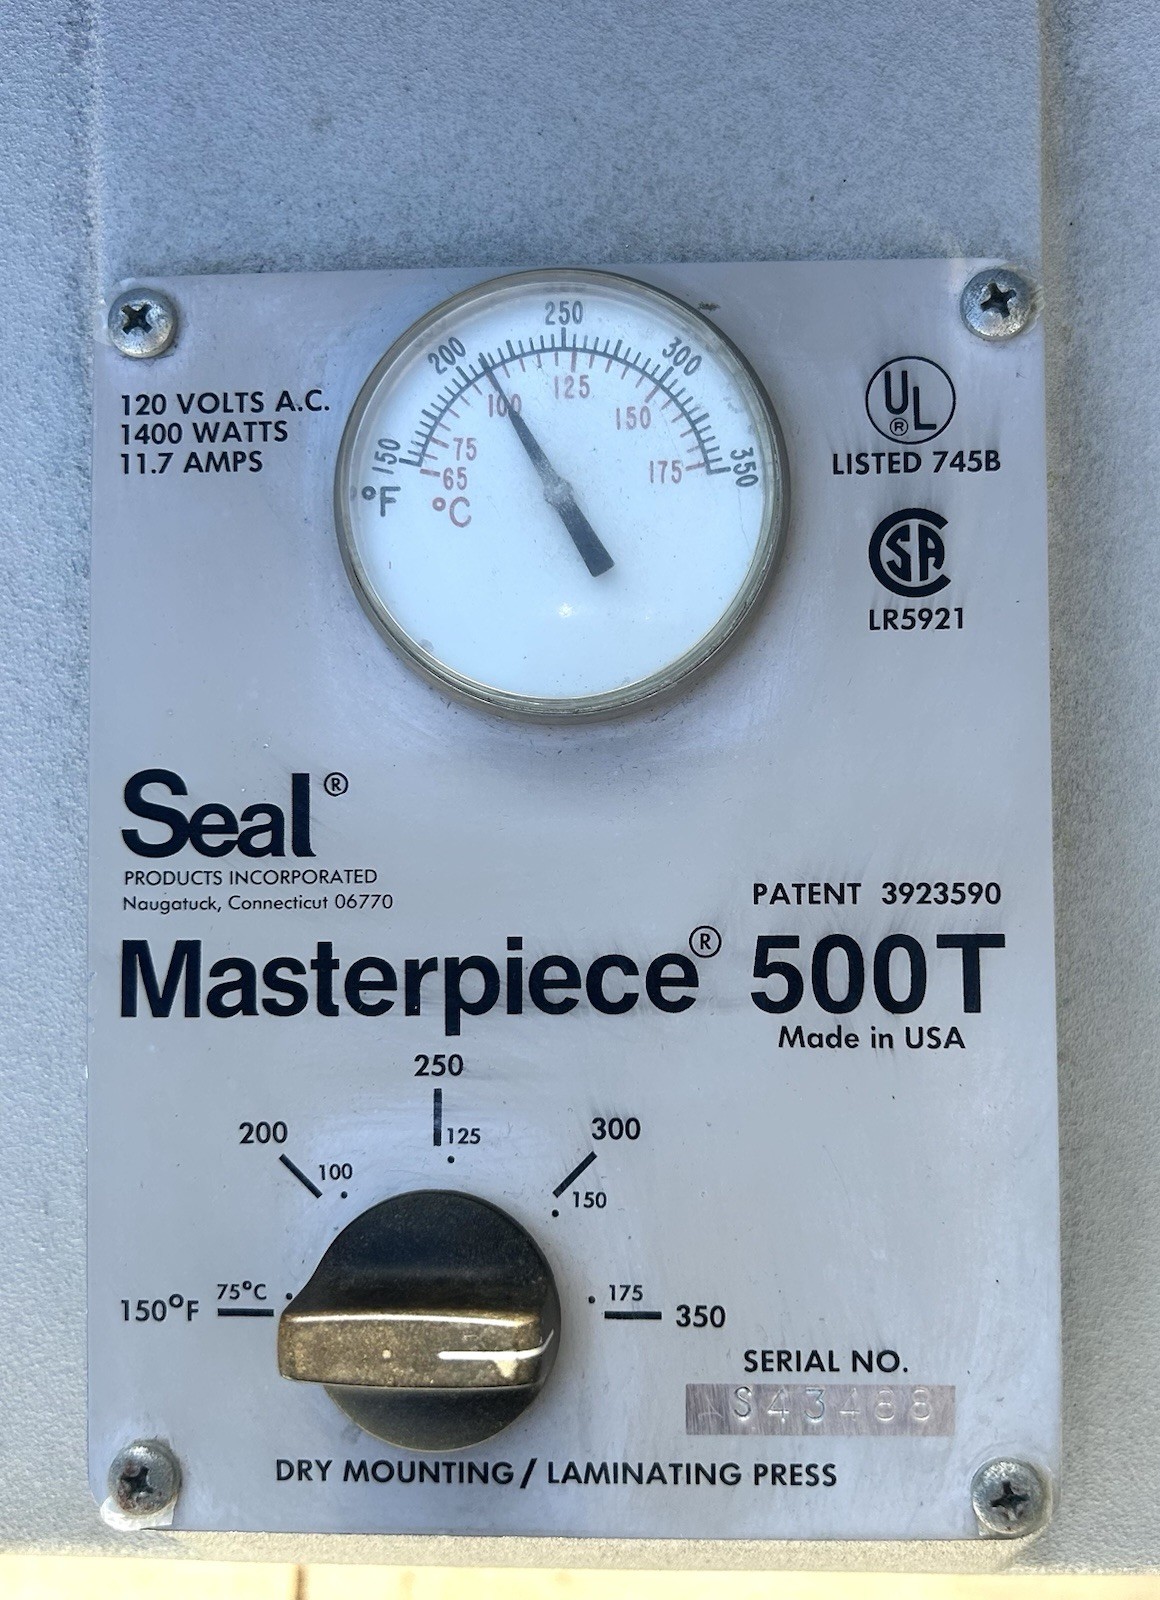 250
200
300
125
100
150
150
75
175
350
65
°F
°C
120 VOLTS A.C.
1400 WATTS
11.7 AMPS
UL
®
LISTED 745B
CSA
LR5921
Seal®
PRODUCTS INCORPORATED
Naugatuck, Connecticut 06770
PATENT 3923590
Masterpiece® 500T
Made in USA
250
125
200
100
300
150
150°F
75°C
175
350
SERIAL NO.
S43488
DRY MOUNTING / LAMINATING PRESS